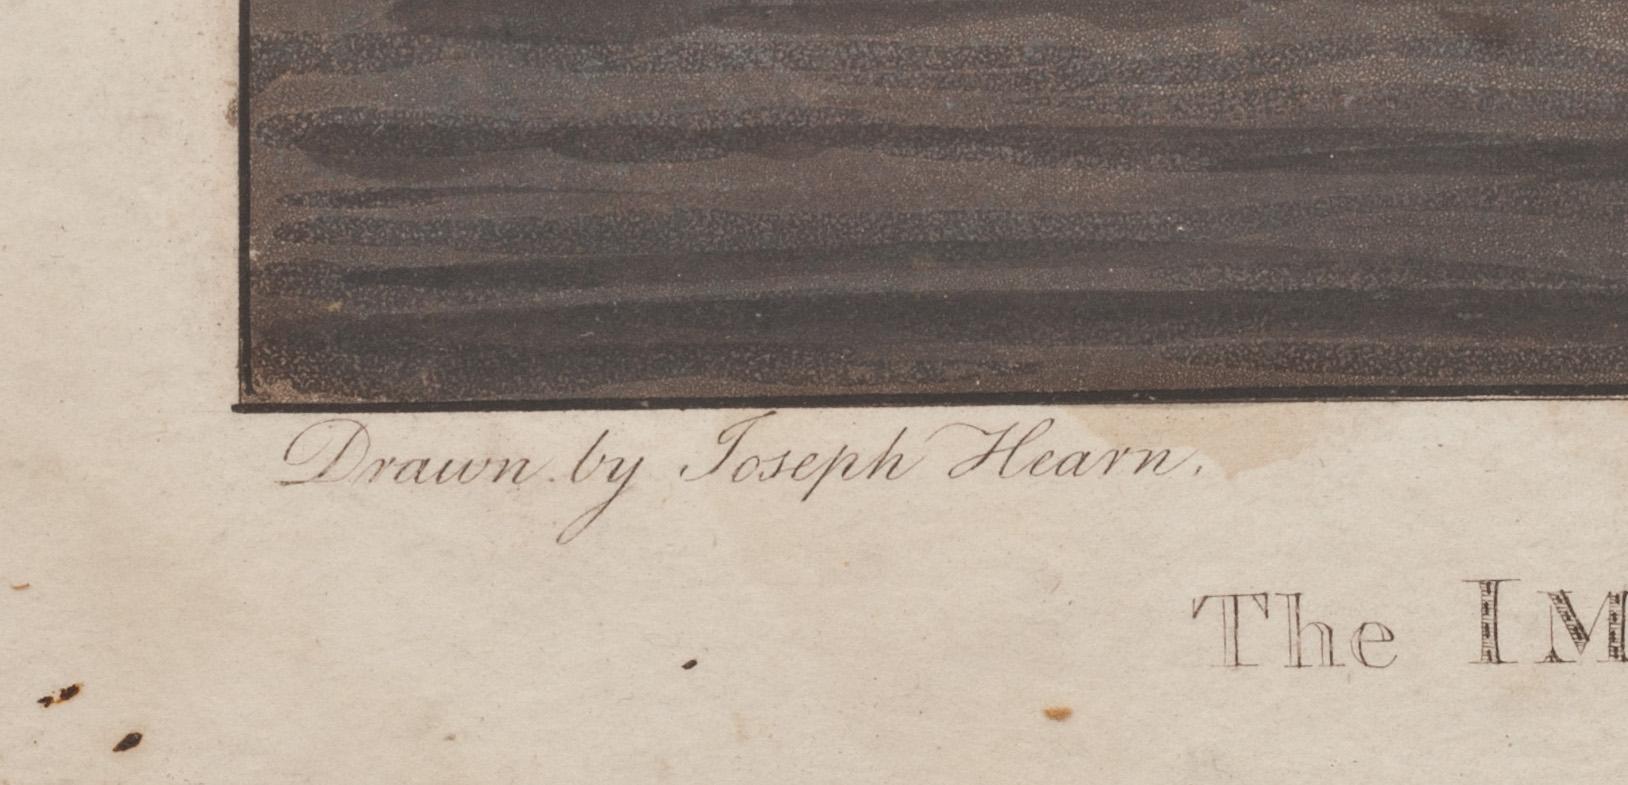 Drawn by Joseph Hearn.
The IM